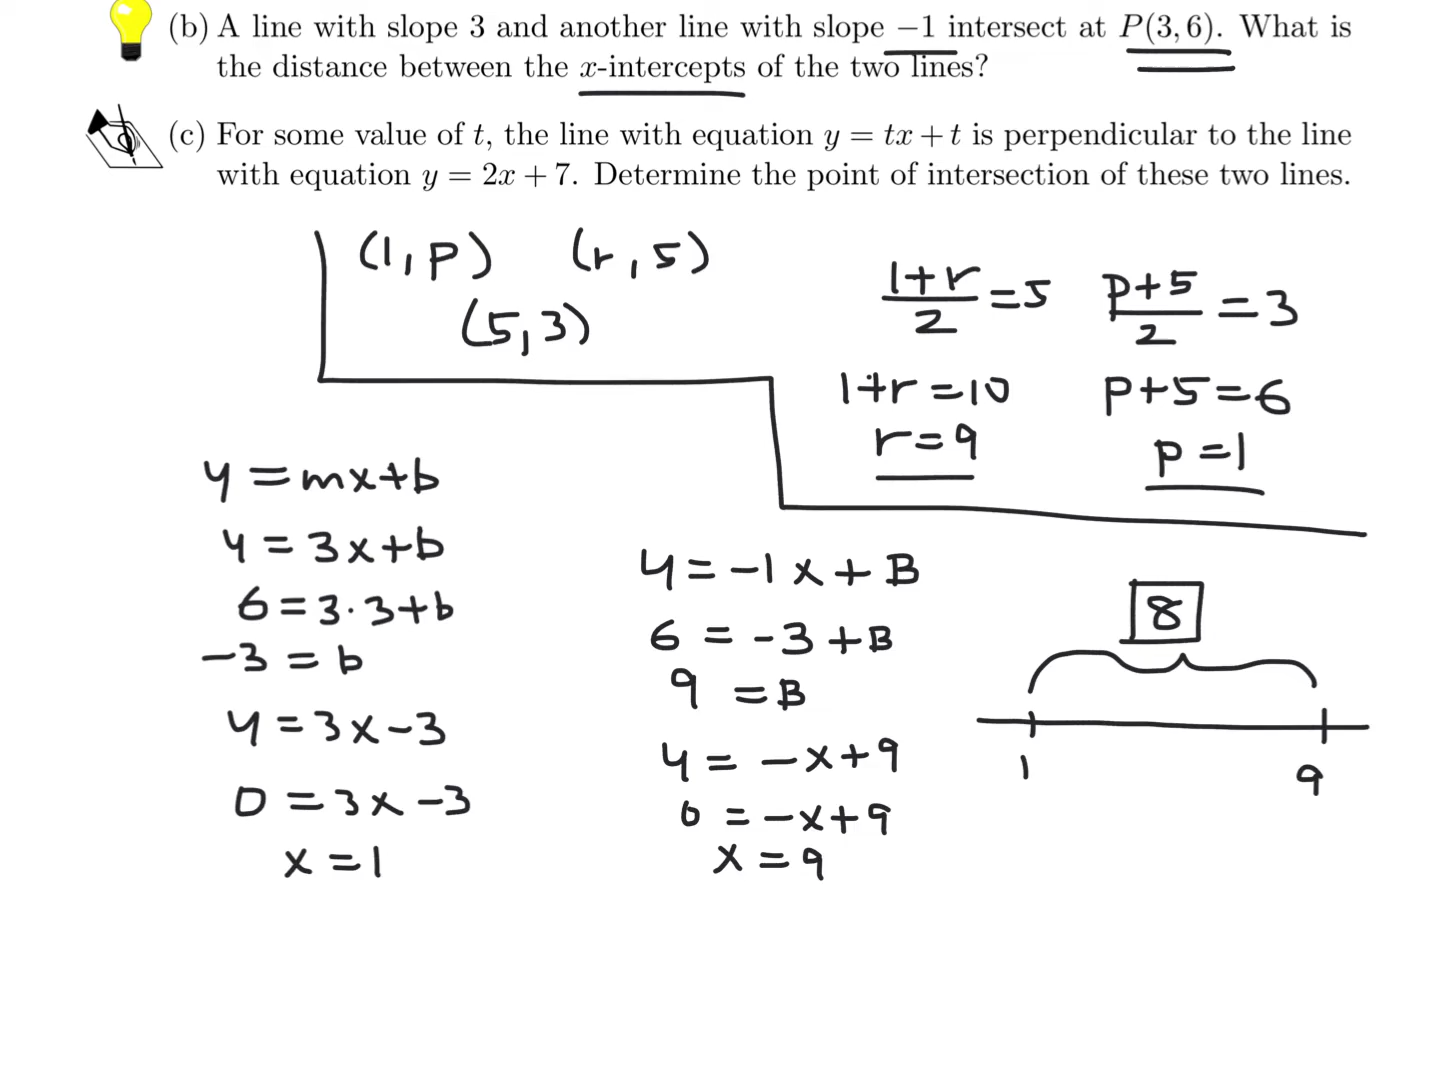 (b) A line with slope 3 and another line with slope −1 intersect at P(3, 6). What is
the distance between the x-intercepts of the two lines?
(c) For some value of t, the line with equation y = tx + t is perpendicular to the line
with equation y = 2x + 7. Determine the point of intersection of these two lines.
(1, p) (r, 5)
(5, 3)
(1+r)/2 = 5
1+r = 10
r = 9
(p+5)/2 = 3
p+5 = 6
p = 1
y = mx+b
y = 3x+b
6 = 3·3+b
-3 = b
y = 3x-3
0 = 3x-3
x = 1
y = -1x+B
6 = -3+B
9 = B
y = -x+9
0 = -x+9
x = 9
8
1 9